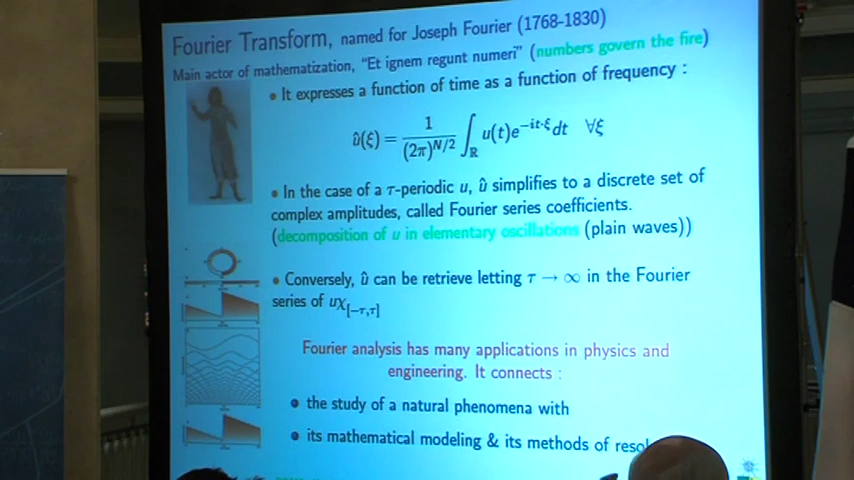 Fourier Transform, named for Joseph Fourier (1768-1830)
Main actor of mathematization, "Et ignem regunt numeri" (numbers govern the fire)
• It expresses a function of time as a function of frequency :
û(ξ) = 1/(2π)^{N/2} ∫_ℝ u(t)e^{−it·ξ}dt ∀ξ
• In the case of a τ-periodic u, û simplifies to a discrete set of
complex amplitudes, called Fourier series coefficients.
(decomposition of u in elementary oscillations (plain waves))
• Conversely, û can be retrieve letting τ → ∞ in the Fourier
series of uχ_{[−τ,τ]}
Fourier analysis has many applications in physics and
engineering. It connects :
• the study of a natural phenomena with
• its mathematical modeling & its methods of